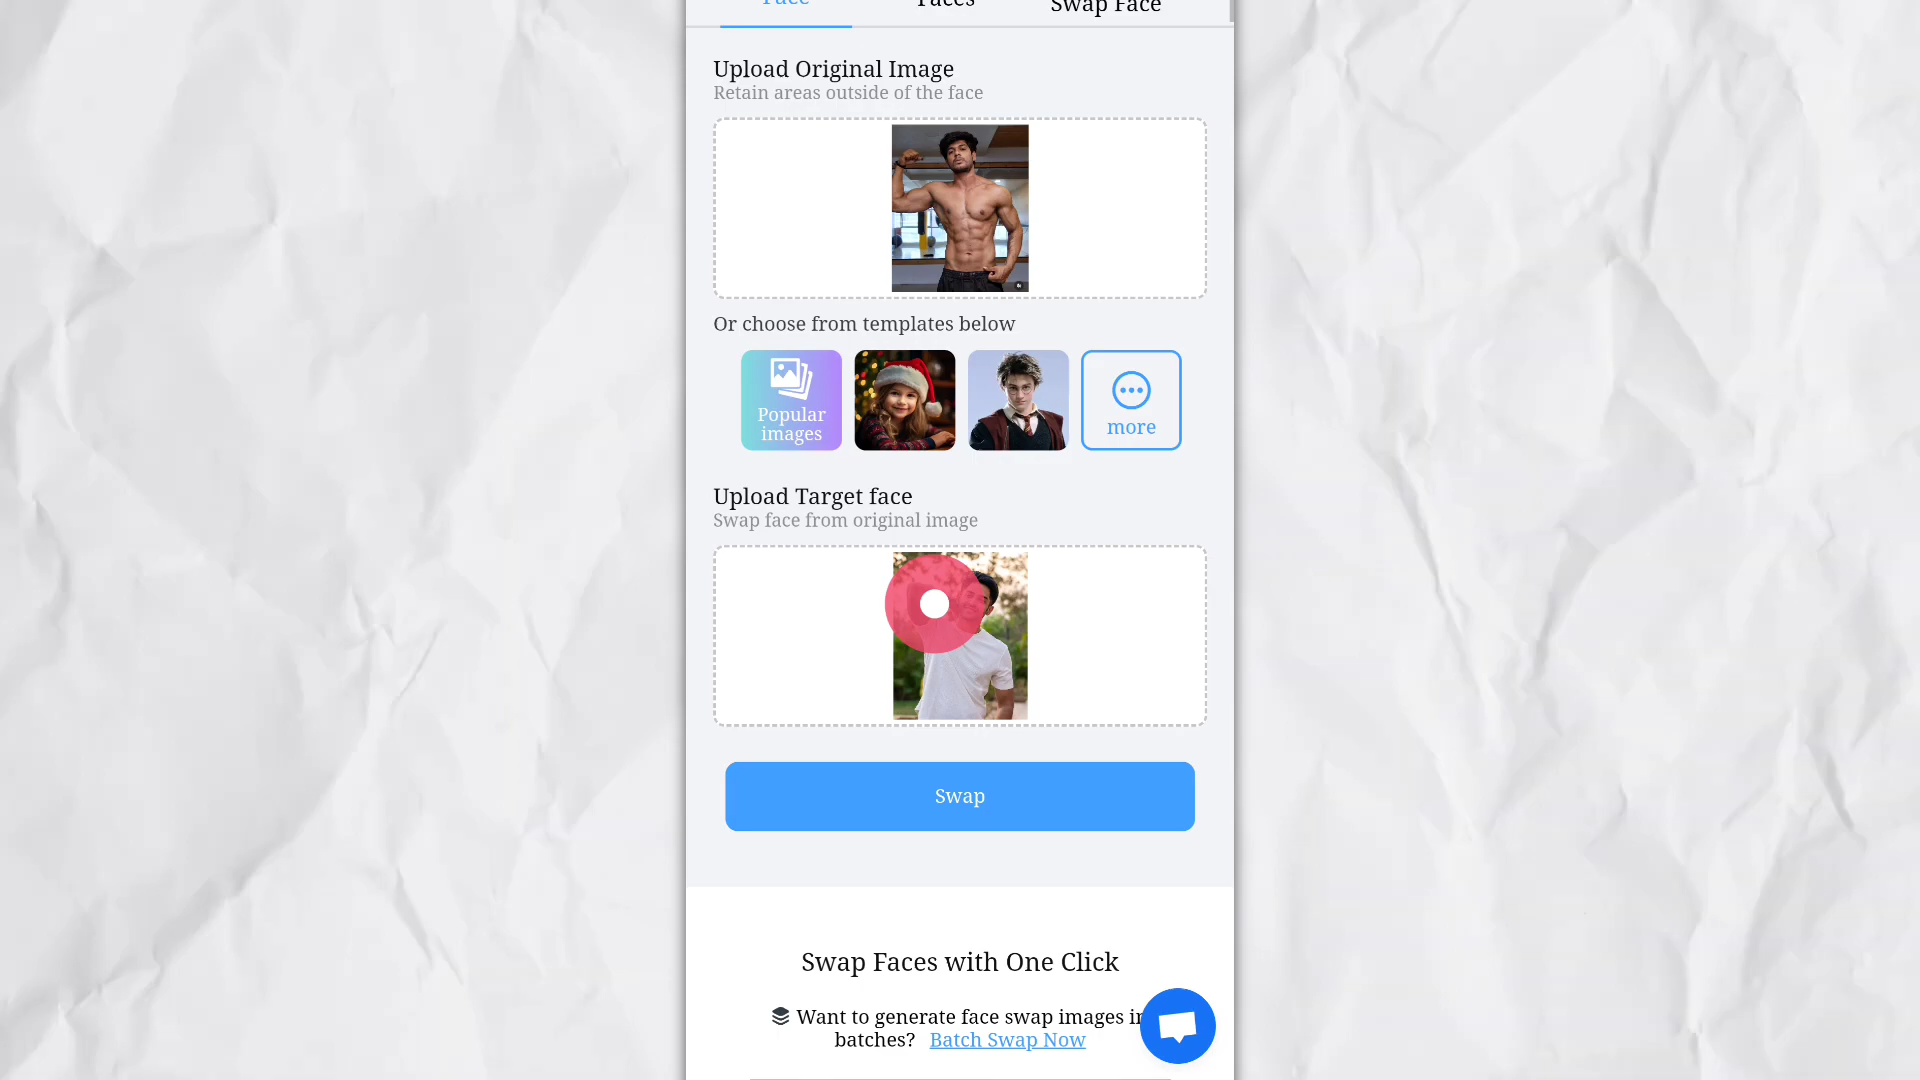 Face
Faces
Swap Face
Upload Original Image
Retain areas outside of the face
Or choose from templates below
Popular
images
more
Upload Target face
Swap face from original image
Swap
Swap Faces with One Click
Want to generate face swap images in
batches? Batch Swap Now